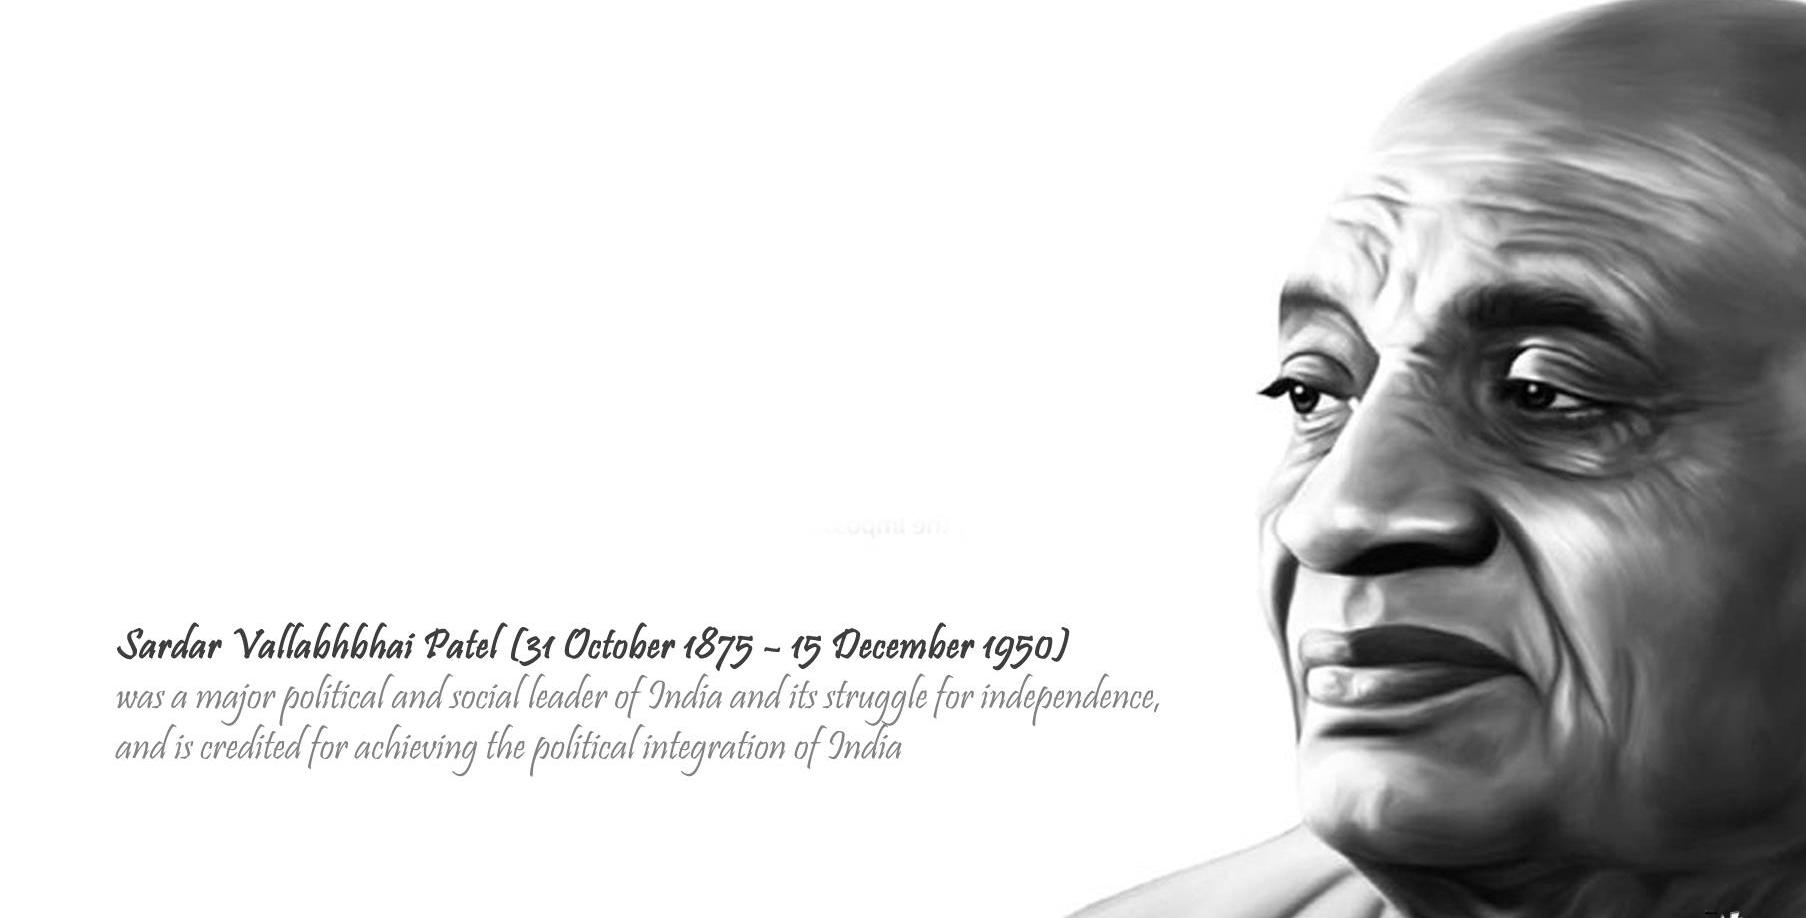 Sardar Vallabhbhai Patel (31 October 1875 – 15 December 1950)
was a major political and social leader of India and its struggle for independence,
and is credited for achieving the political integration of India